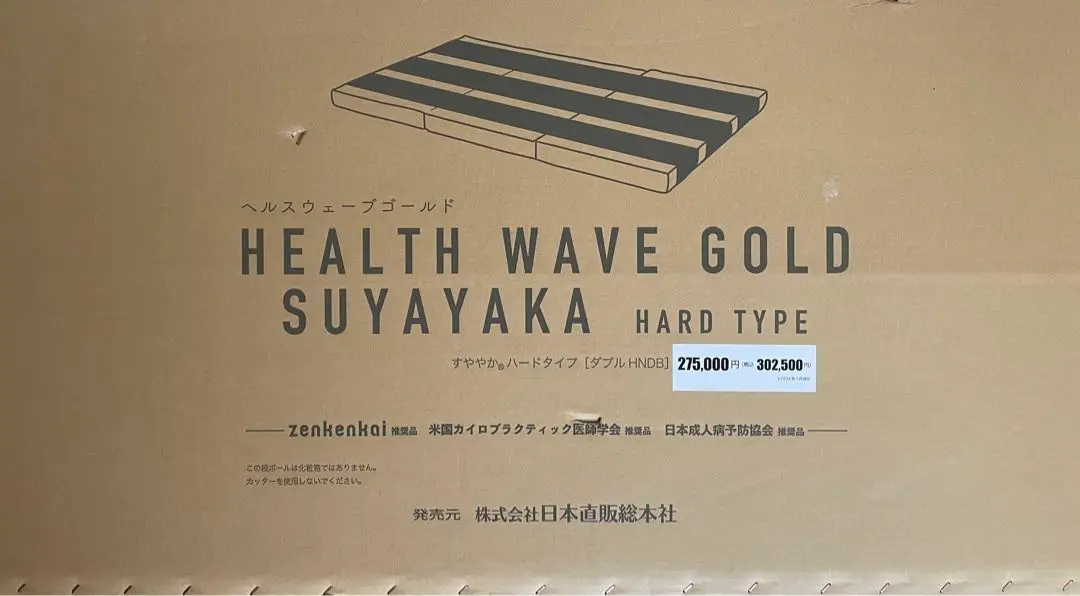 ヘルスウェーブゴールド
HEALTH WAVE GOLD
SUYAYAKA HARD TYPE
すややか® ハードタイプ［ダブル HNDB］ 275,000円（税込 302,500円）
zenkenkai 推奨品 米国カイロプラクティック医師学会 推奨品 日本成人病予防協会 推奨品
この段ボールは化粧箱ではありません。
カッターを使用しないでください。
発売元 株式会社日本直販総本社